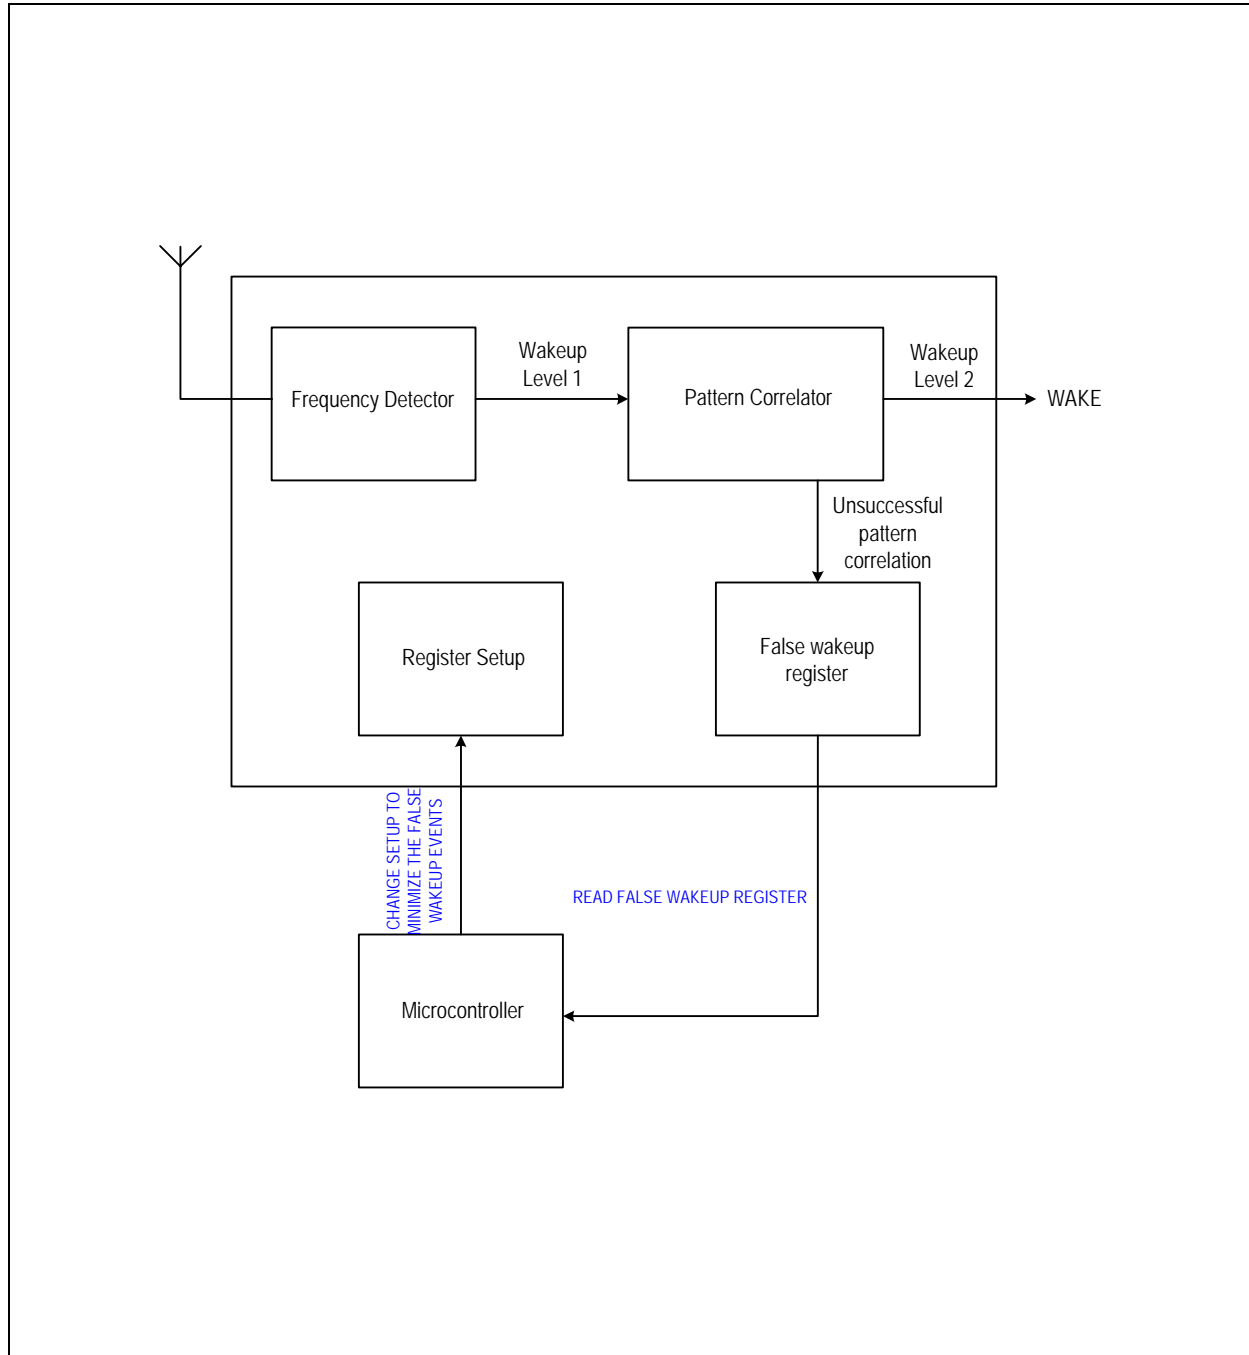 Wakeup
Level 1
Wakeup
Level 2
Frequency Detector
Pattern Correlator
WAKE
Unsuccessful
pattern
correlation
Register Setup
False wakeup
register
CHANGE SETUP TO
MINIMIZE THE FALSE
WAKEUP EVENTS
READ FALSE WAKEUP REGISTER
Microcontroller